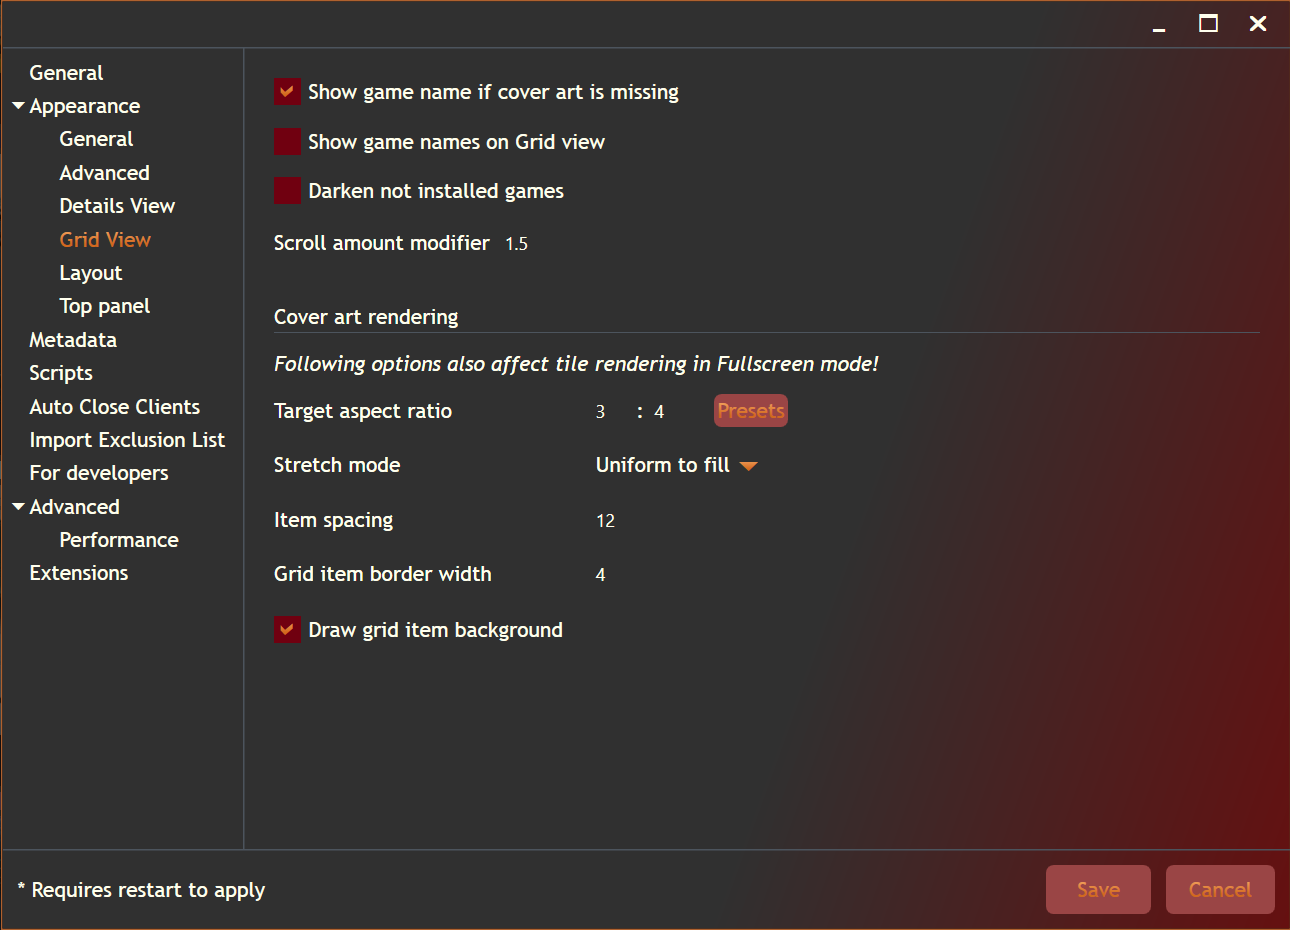 General
Appearance
General
Advanced
Details View
Grid View
Layout
Top panel
Metadata
Scripts
Auto Close Clients
Import Exclusion List
For developers
Advanced
Performance
Extensions
Show game name if cover art is missing
Show game names on Grid view
Darken not installed games
Scroll amount modifier 1.5
Cover art rendering
Following options also affect tile rendering in Fullscreen mode!
Target aspect ratio 3 : 4 Presets
Stretch mode Uniform to fill
Item spacing 12
Grid item border width 4
Draw grid item background
* Requires restart to apply
Save Cancel